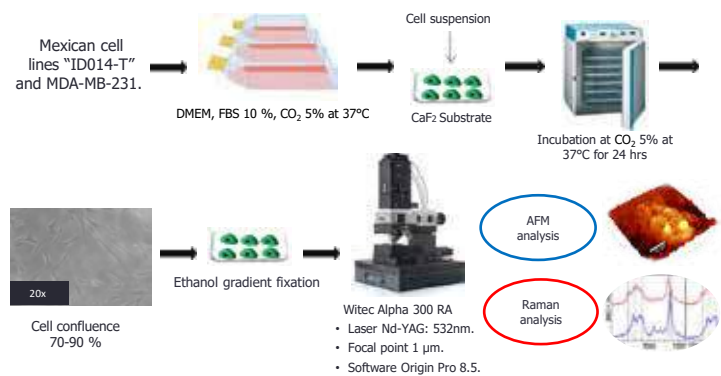 Mexican cell
lines “ID014-T”
and MDA-MB-231.
DMEM, FBS 10 %, CO₂ 5% at 37°C
Cell suspension
CaF₂ Substrate
Incubation at CO₂ 5% at
37°C for 24 hrs
20x
Cell confluence
70-90 %
Ethanol gradient fixation
Witec Alpha 300 RA
• Laser Nd-YAG: 532nm.
• Focal point 1 μm.
• Software Origin Pro 8.5.
AFM
analysis
Raman
analysis